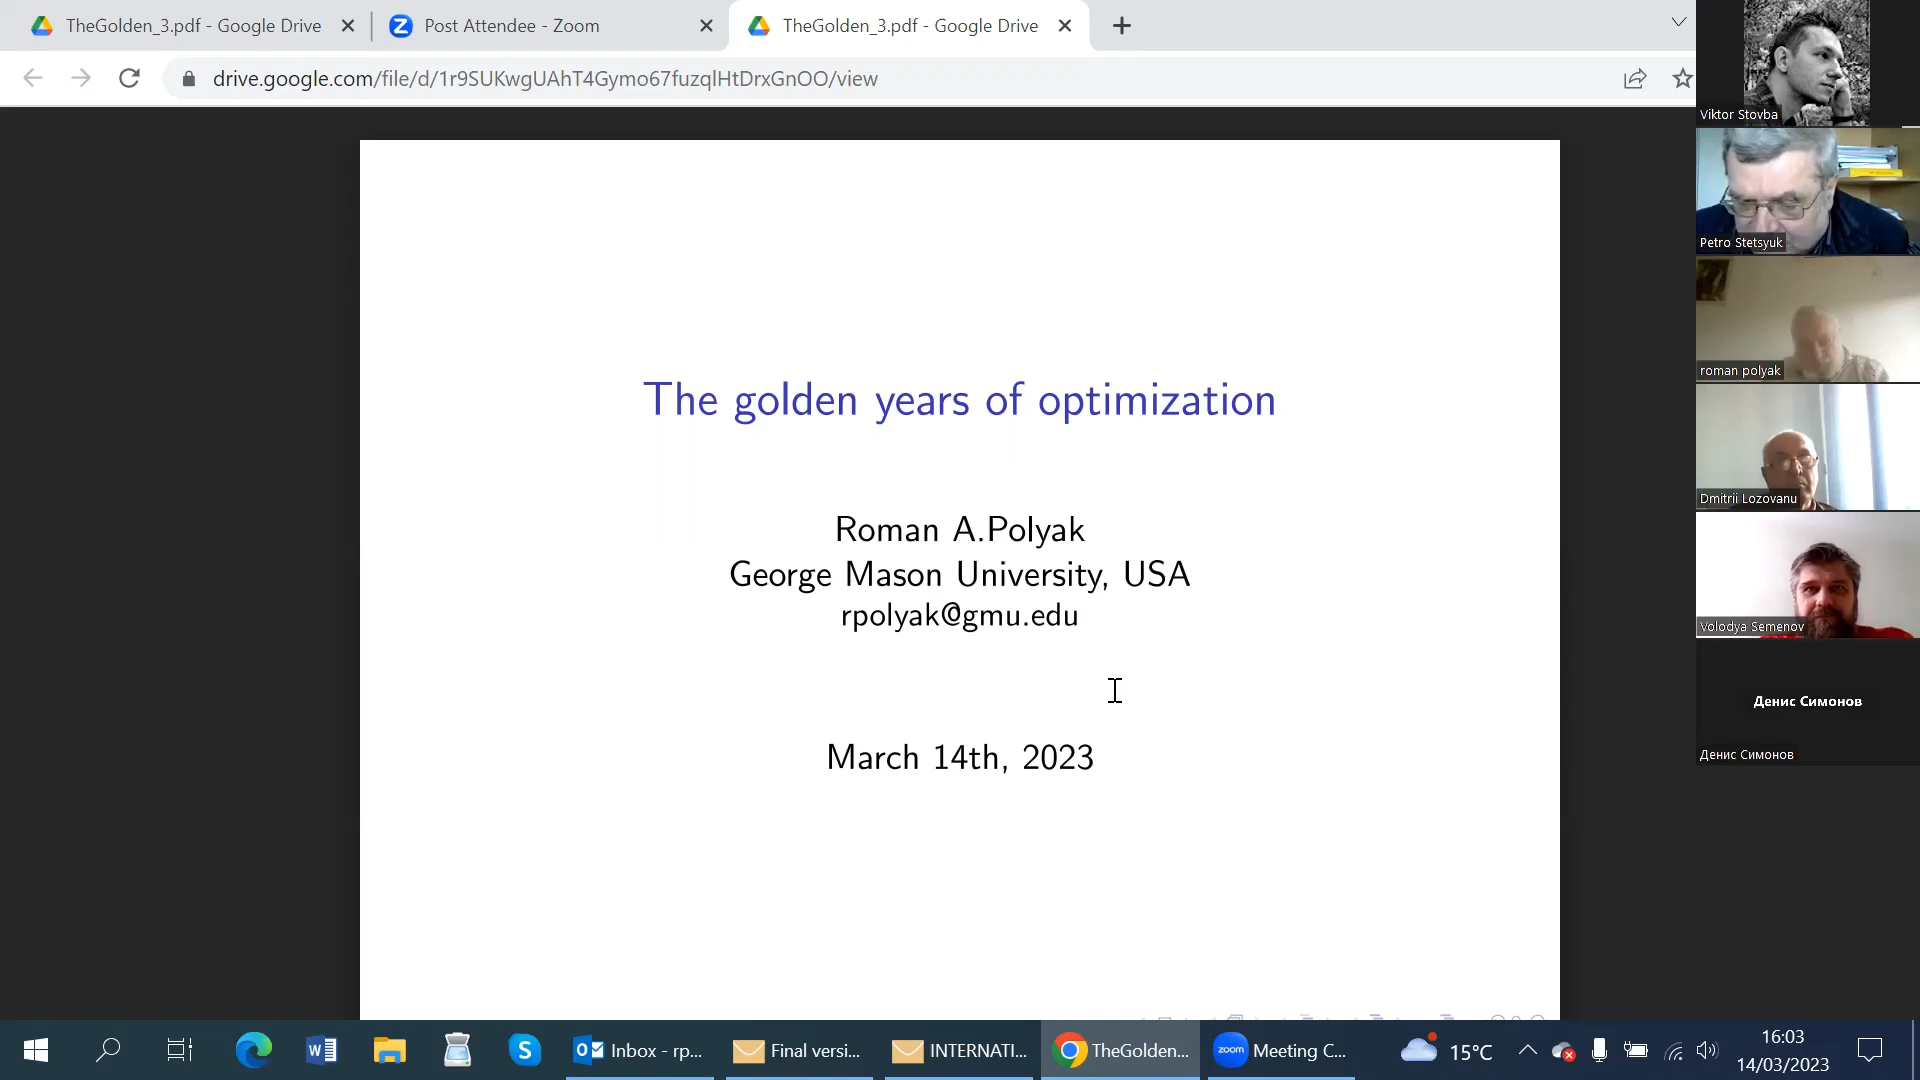 TheGolden_3.pdf - Google Drive
Post Attendee - Zoom
TheGolden_3.pdf - Google Drive
drive.google.com/file/d/1r9SUKwgUAhT4Gymo67fuzqlHtDrxGnOO/view
The golden years of optimization
Roman A.Polyak
George Mason University, USA
rpolyak@gmu.edu
March 14th, 2023
Viktor Stovba
Petro Stetsyuk
roman polyak
Dmitrii Lozovanu
Volodya Semenov
Денис Симонов
Денис Симонов
Inbox - rp...
Final versi...
INTERNATI...
TheGolden...
zoom
Meeting C...
15°C
16:03
14/03/2023